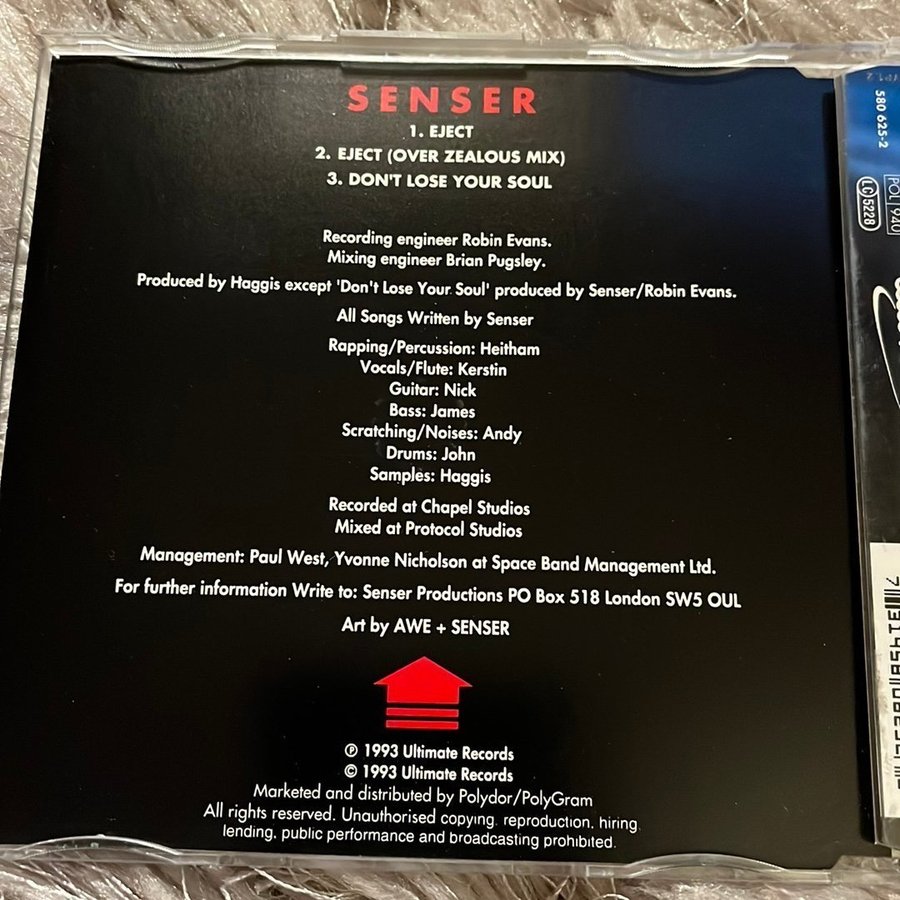 SENSER
1. EJECT
2. EJECT (OVER ZEALOUS MIX)
3. DON'T LOSE YOUR SOUL
Recording engineer Robin Evans.
Mixing engineer Brian Pugsley.
Produced by Haggis except 'Don't Lose Your Soul' produced by Senser/Robin Evans.
All Songs Written by Senser
Rapping/Percussion: Heitham
Vocals/Flute: Kerstin
Guitar: Nick
Bass: James
Scratching/Noises: Andy
Drums: John
Samples: Haggis
Recorded at Chapel Studios
Mixed at Protocol Studios
Management: Paul West, Yvonne Nicholson at Space Band Management Ltd.
For further information Write to: Senser Productions PO Box 518 London SW5 OUL
Art by AWE + SENSER
℗ 1993 Ultimate Records
© 1993 Ultimate Records
Marketed and distributed by Polydor/PolyGram
All rights reserved. Unauthorised copying, reproduction, hiring,
lending, public performance and broadcasting prohibited.
580 625-2
LC 5228
POL 940